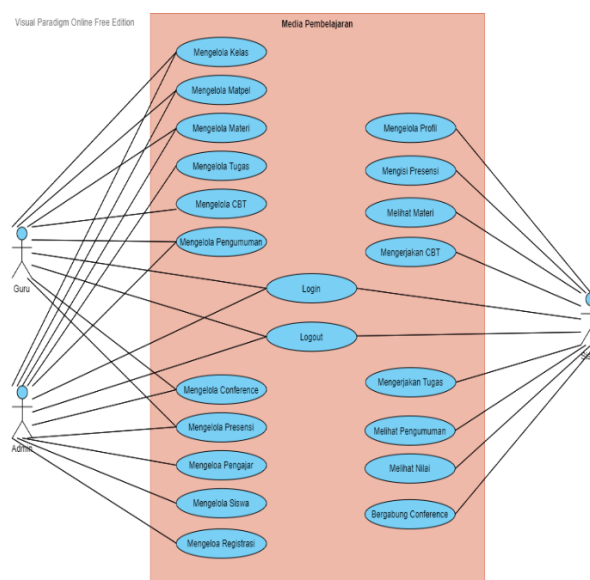 Visual Paradigm Online Free Edition
Media Pembelajaran
Mengelola Kelas
Mengelola Matpel
Mengelola Materi
Mengelola Tugas
Mengelola CBT
Mengelola Pengumuman
Mengelola Profil
Mengisi Presensi
Melihat Materi
Mengerjakan CBT
Guru
Login
Logout
Admin
Mengelola Conference
Mengelola Presensi
Mengeloa Pengajar
Mengelola Siswa
Mengeloa Registrasi
Mengerjakan Tugas
Melihat Pengumuman
Melihat Nilai
Bergabung Conference